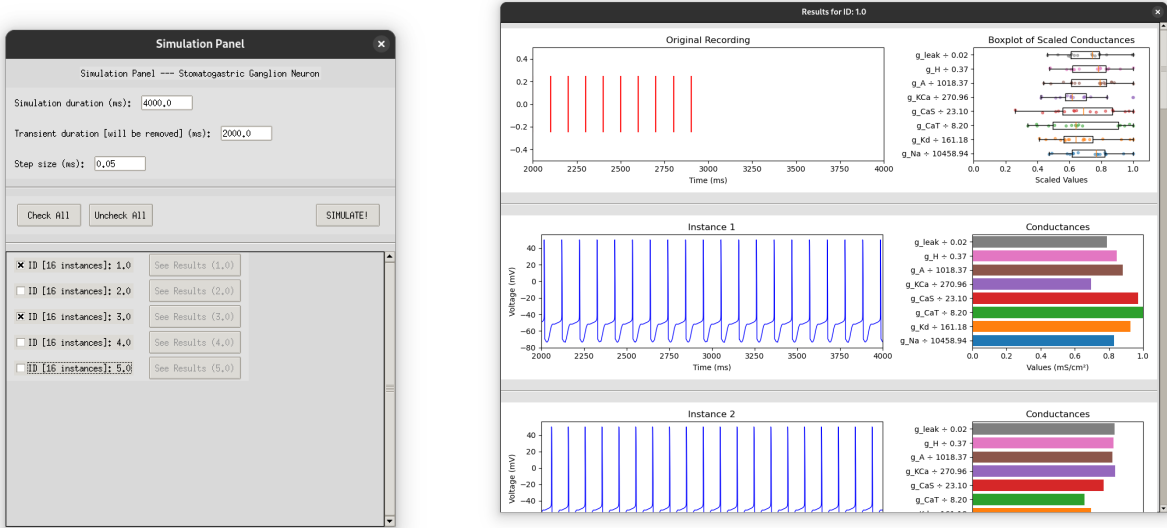 Simulation Panel
Simulation Panel --- Stomatogastric Ganglion Neuron
Simulation duration (ms): 4000.0
Transient duration [will be removed] (ms): 2000.0
Step size (ms): 0.05
Check All Uncheck All SIMULATE!
ID [16 instances]: 1.0 See Results (1.0)
ID [16 instances]: 2.0 See Results (2.0)
ID [16 instances]: 3.0 See Results (3.0)
ID [16 instances]: 4.0 See Results (4.0)
ID [16 instances]: 5.0 See Results (5.0)
Results for ID: 1.0
Original Recording
0.4
0.2
0.0
−0.2
−0.4
2000 2250 2500 2750 3000 3250 3500 3750 4000
Time (ms)
Boxplot of Scaled Conductances
g_leak ÷ 0.02
g_H ÷ 0.37
g_A ÷ 1018.37
g_KCa ÷ 270.96
g_CaS ÷ 23.10
g_CaT ÷ 8.20
g_Kd ÷ 161.18
g_Na ÷ 10458.94
0.0 0.2 0.4 0.6 0.8 1.0
Scaled Values
Instance 1
Voltage (mV)
40
20
0
−20
−40
−60
−80
2000 2250 2500 2750 3000 3250 3500 3750 4000
Time (ms)
Conductances
g_leak ÷ 0.02
g_H ÷ 0.37
g_A ÷ 1018.37
g_KCa ÷ 270.96
g_CaS ÷ 23.10
g_CaT ÷ 8.20
g_Kd ÷ 161.18
g_Na ÷ 10458.94
0.0 0.2 0.4 0.6 0.8 1.0
Values (mS/cm²)
Instance 2
Voltage (mV)
40
20
0
−20
−40
Conductances
g_leak ÷ 0.02
g_H ÷ 0.37
g_A ÷ 1018.37
g_KCa ÷ 270.96
g_CaS ÷ 23.10
g_CaT ÷ 8.20